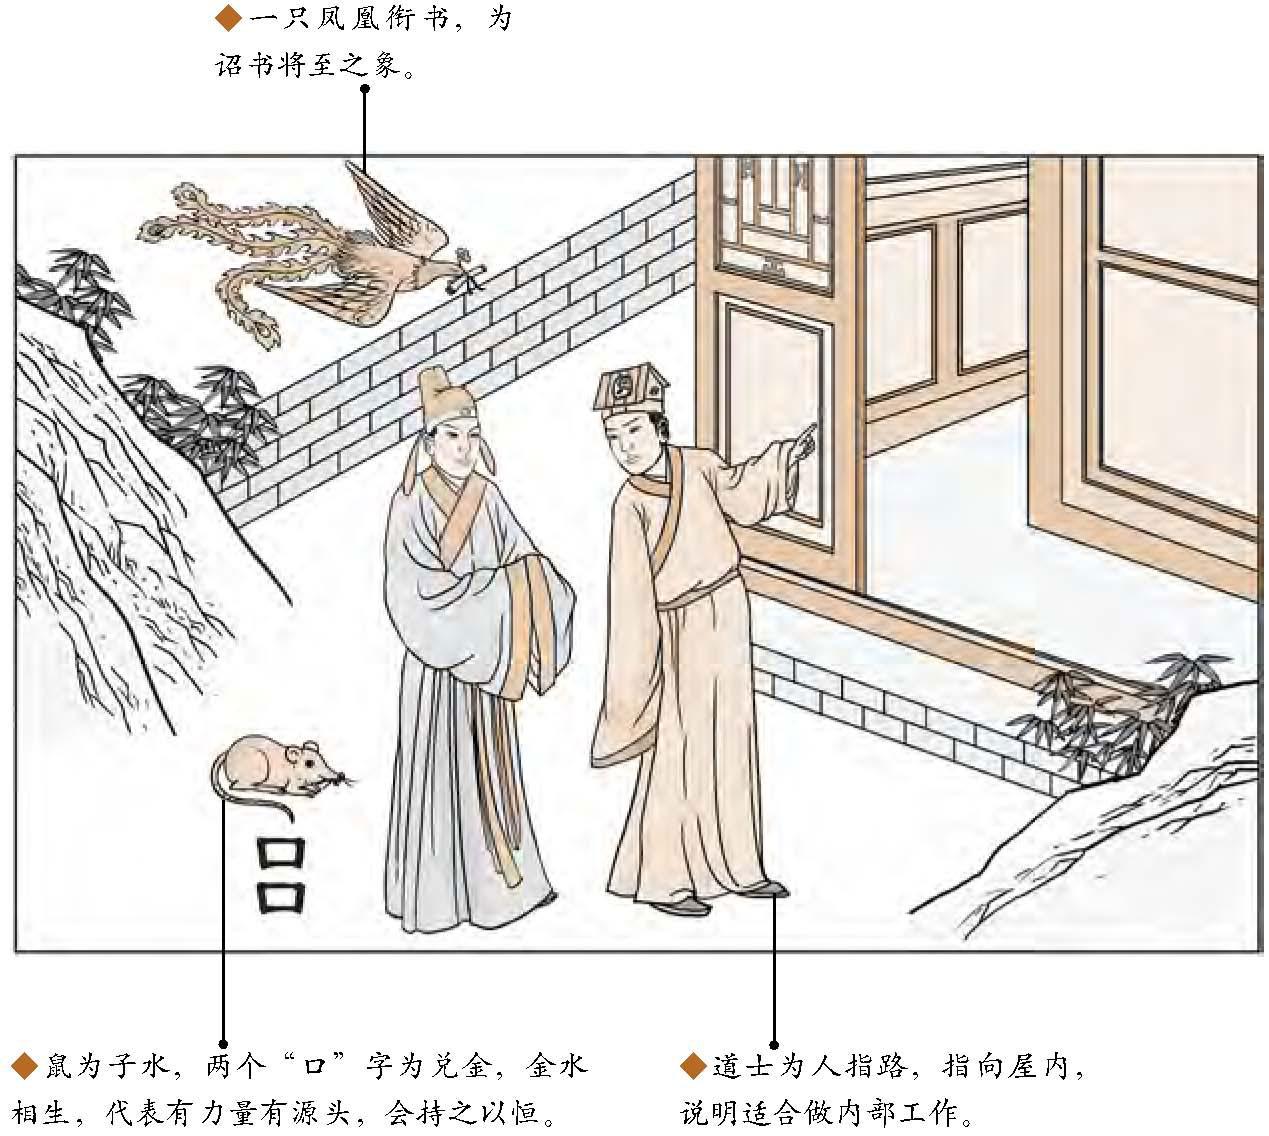 ◆一只凤凰衔书，为
诏书将至之象。
口
口
◆鼠为子水，两个“口”字为兑金，金水
相生，代表有力量有源头，会持之以恒。
◆道士为人指路，指向屋内，
说明适合做内部工作。